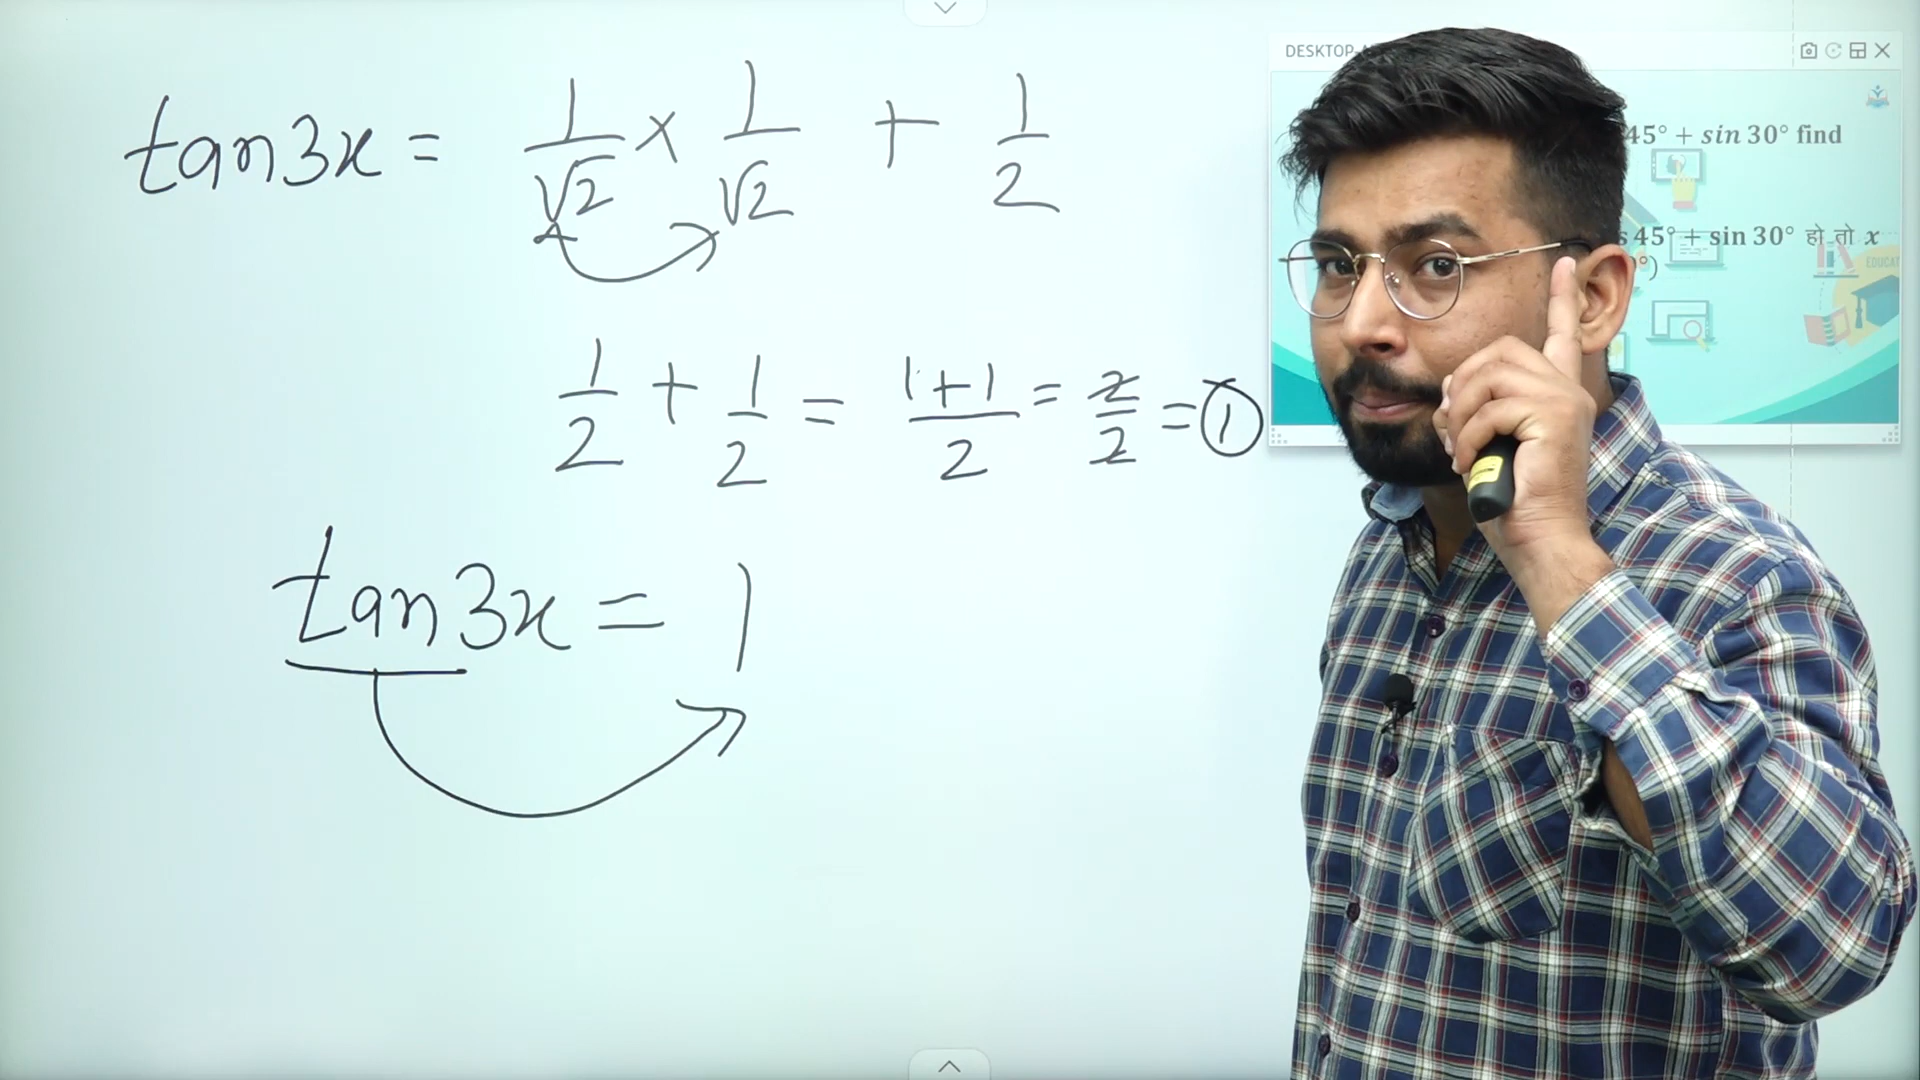 tan3x = 1/√2 × 1/√2 + 1/2
1/2 + 1/2 = 1+1/2 = 2/2 = 1
tan3x = 1
DESKTOP
45° + sin 30° find
45° + sin 30° हो तो x
°)
EDUCAT